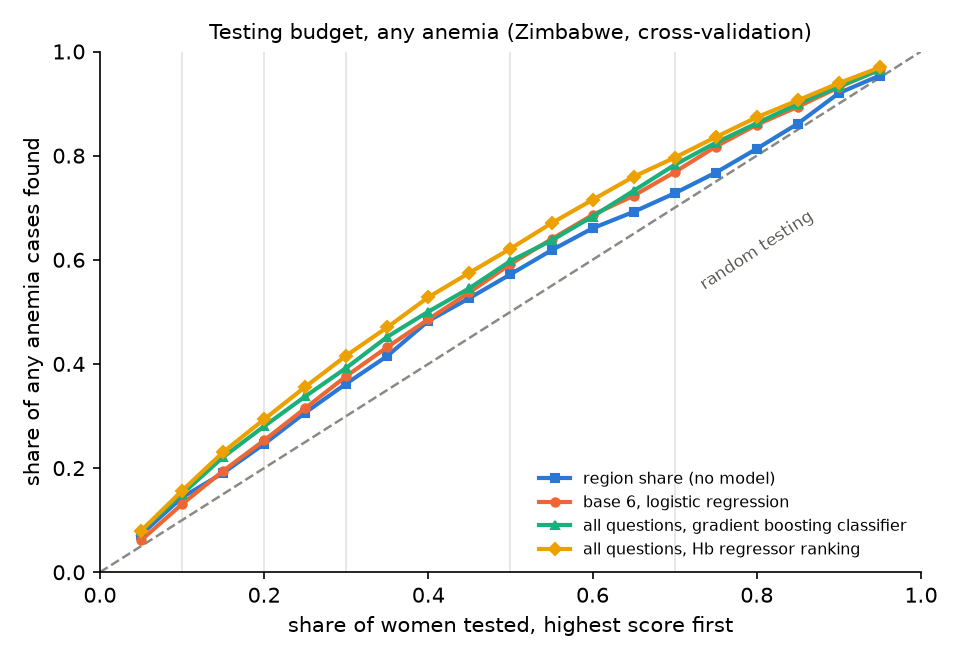 Testing budget, any anemia (Zimbabwe, cross-validation)
share of any anemia cases found
1.0
0.8
0.6
0.4
0.2
0.0
random testing
region share (no model)
base 6, logistic regression
all questions, gradient boosting classifier
all questions, Hb regressor ranking
0.0 0.2 0.4 0.6 0.8 1.0
share of women tested, highest score first